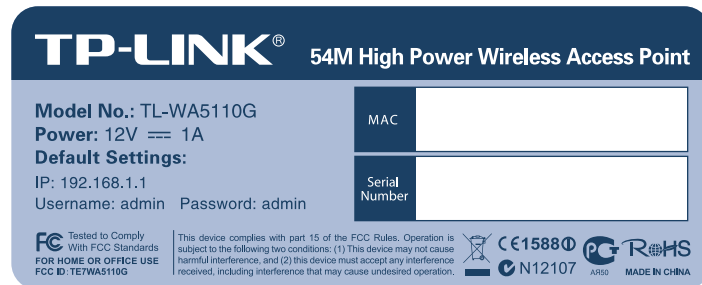 TP-LINK® 54M High Power Wireless Access Point
Model No.: TL-WA5110G
Power: 12V ⎓ 1A
Default Settings:
IP: 192.168.1.1
Username: admin Password: admin
MAC
Serial
Number
FC Tested to Comply
With FCC Standards
FOR HOME OR OFFICE USE
FCC ID: TE7WA5110G
This device complies with part 15 of the FCC Rules. Operation is
subject to the following two conditions: (1) This device may not cause
harmful interference, and (2) this device must accept any interference
received, including interference that may cause undesired operation.
CE1588
N12107
АЯ50
RoHS
MADE IN CHINA